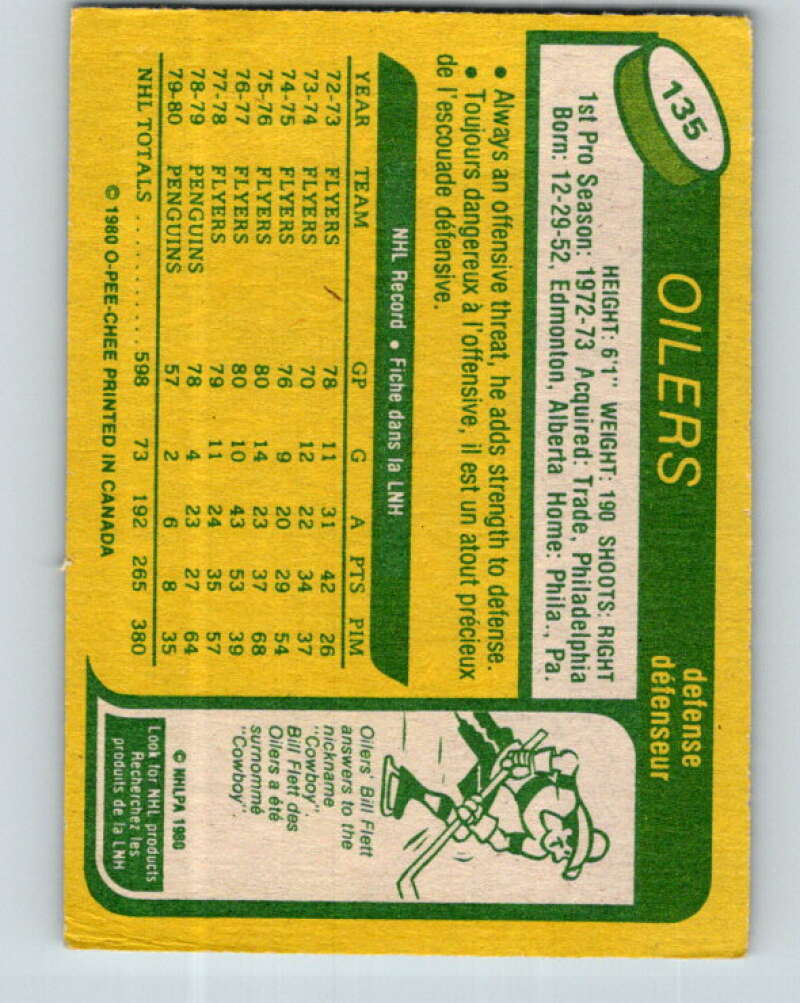 135
OILERS
defense
défenseur
HEIGHT: 6'1" WEIGHT: 190 SHOOTS: RIGHT
1st Pro Season: 1972-73 Acquired: Trade, Philadelphia
Born: 12-29-52, Edmonton, Alberta Home: Phila., Pa.
• Always an offensive threat, he adds strength to defense.
• Toujours dangereux à l'offensive, il est un atout précieux
de l'escouade défensive.
NHL Record • Fiche dans la LNH
YEAR TEAM GP G A PTS PIM
72-73 FLYERS 78 11 31 42 26
73-74 FLYERS 70 12 22 34 37
74-75 FLYERS 76 9 20 29 54
75-76 FLYERS 80 14 23 37 68
76-77 FLYERS 80 10 43 53 39
77-78 FLYERS 79 11 24 35 57
78-79 PENGUINS 78 4 23 27 64
79-80 PENGUINS 57 2 6 8 35
NHL TOTALS ........... 598 73 192 265 380
© 1980 O-PEE-CHEE PRINTED IN CANADA
Oilers' Bill Flett
answers to the
nickname
"Cowboy".
Bill Flett des
Oilers a été
surnommé
"Cowboy".
© NHLPA 1980
Look for NHL products
Recherchez les
produits de la LNH